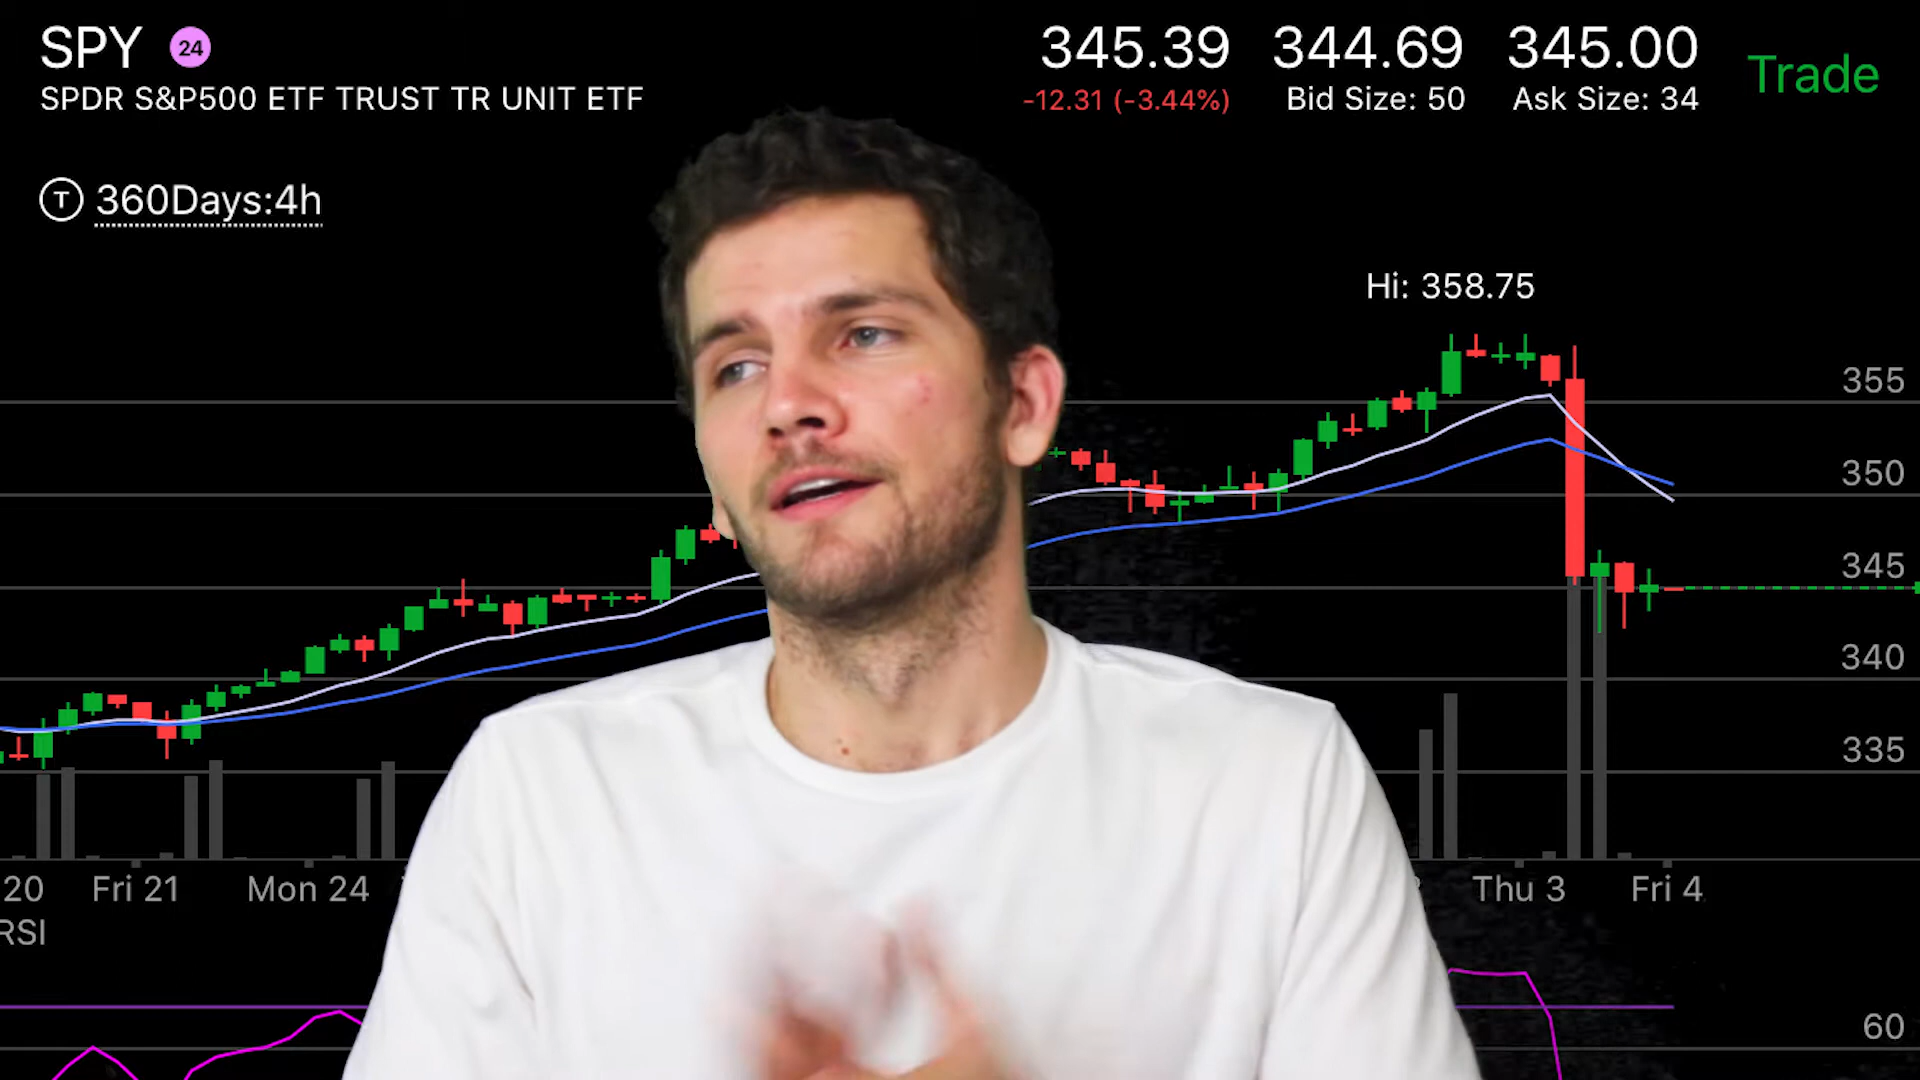 SPY 24
SPDR S&P500 ETF TRUST TR UNIT ETF
345.39 344.69 345.00 Trade
-12.31 (-3.44%) Bid Size: 50 Ask Size: 34
T 360Days:4h
Hi: 358.75
355
350
345
340
335
20 Fri 21 Mon 24 Thu 3 Fri 4
RSI
60